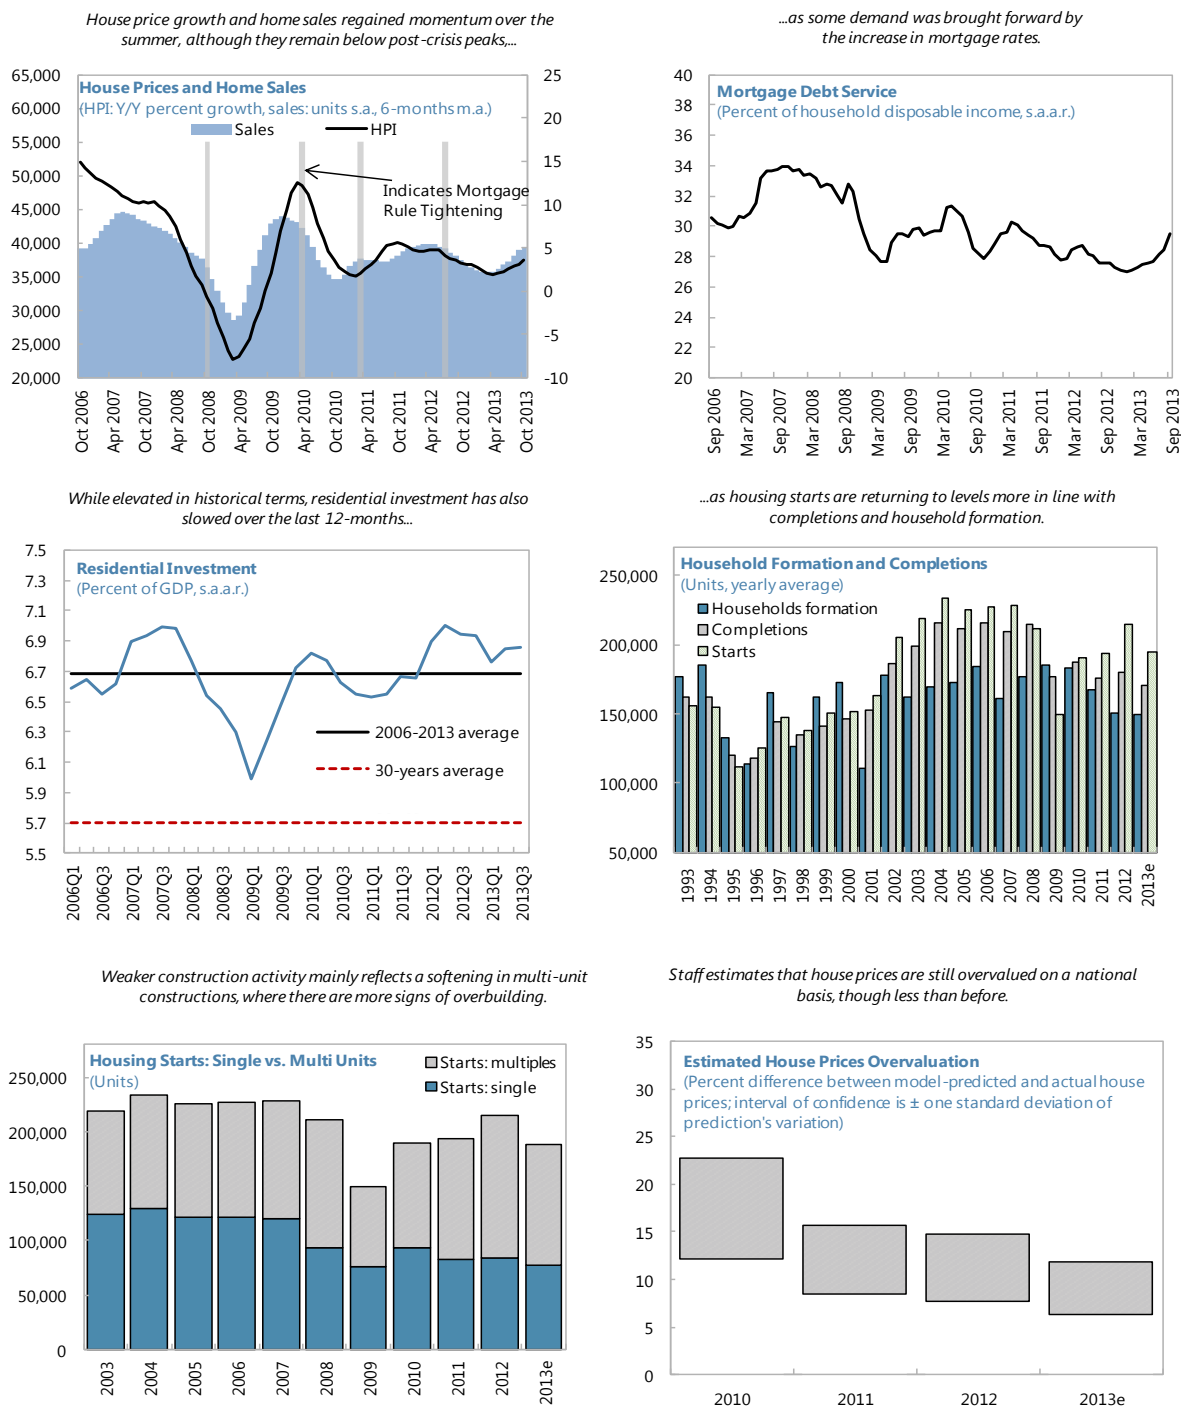 House price growth and home sales regained momentum over the
summer, although they remain below post-crisis peaks,...
65,000
60,000
55,000
50,000
45,000
40,000
35,000
30,000
25,000
20,000
25
20
15
10
5
0
-5
-10
House Prices and Home Sales
(HPI: Y/Y percent growth, sales: units s.a., 6-months m.a.)
Sales
HPI
Indicates Mortgage
Rule Tightening
Oct 2006
Apr 2007
Oct 2007
Apr 2008
Oct 2008
Apr 2009
Oct 2009
Apr 2010
Oct 2010
Apr 2011
Oct 2011
Apr 2012
Oct 2012
Apr 2013
Oct 2013
...as some demand was brought forward by
the increase in mortgage rates.
40
38
36
34
32
30
28
26
24
22
20
Mortgage Debt Service
(Percent of household disposable income, s.a.a.r.)
Sep 2006
Mar 2007
Sep 2007
Mar 2008
Sep 2008
Mar 2009
Sep 2009
Mar 2010
Sep 2010
Mar 2011
Sep 2011
Mar 2012
Sep 2012
Mar 2013
Sep 2013
While elevated in historical terms, residential investment has also
slowed over the last 12-months...
7.5
7.3
7.1
6.9
6.7
6.5
6.3
6.1
5.9
5.7
5.5
Residential Investment
(Percent of GDP, s.a.a.r.)
2006-2013 average
30-years average
2006Q1
2006Q3
2007Q1
2007Q3
2008Q1
2008Q3
2009Q1
2009Q3
2010Q1
2010Q3
2011Q1
2011Q3
2012Q1
2012Q3
2013Q1
2013Q3
...as housing starts are returning to levels more in line with
completions and household formation.
250,000
200,000
150,000
100,000
50,000
Household Formation and Completions
(Units, yearly average)
Households formation
Completions
Starts
1993
1994
1995
1996
1997
1998
1999
2000
2001
2002
2003
2004
2005
2006
2007
2008
2009
2010
2011
2012
2013e
Weaker construction activity mainly reflects a softening in multi-unit
constructions, where there are more signs of overbuilding.
250,000
200,000
150,000
100,000
50,000
0
Housing Starts: Single vs. Multi Units
(Units)
Starts: multiples
Starts: single
2003
2004
2005
2006
2007
2008
2009
2010
2011
2012
2013e
Staff estimates that house prices are still overvalued on a national
basis, though less than before.
35
30
25
20
15
10
5
0
Estimated House Prices Overvaluation
(Percent difference between model-predicted and actual house
prices; interval of confidence is ± one standard deviation of
prediction's variation)
2010
2011
2012
2013e